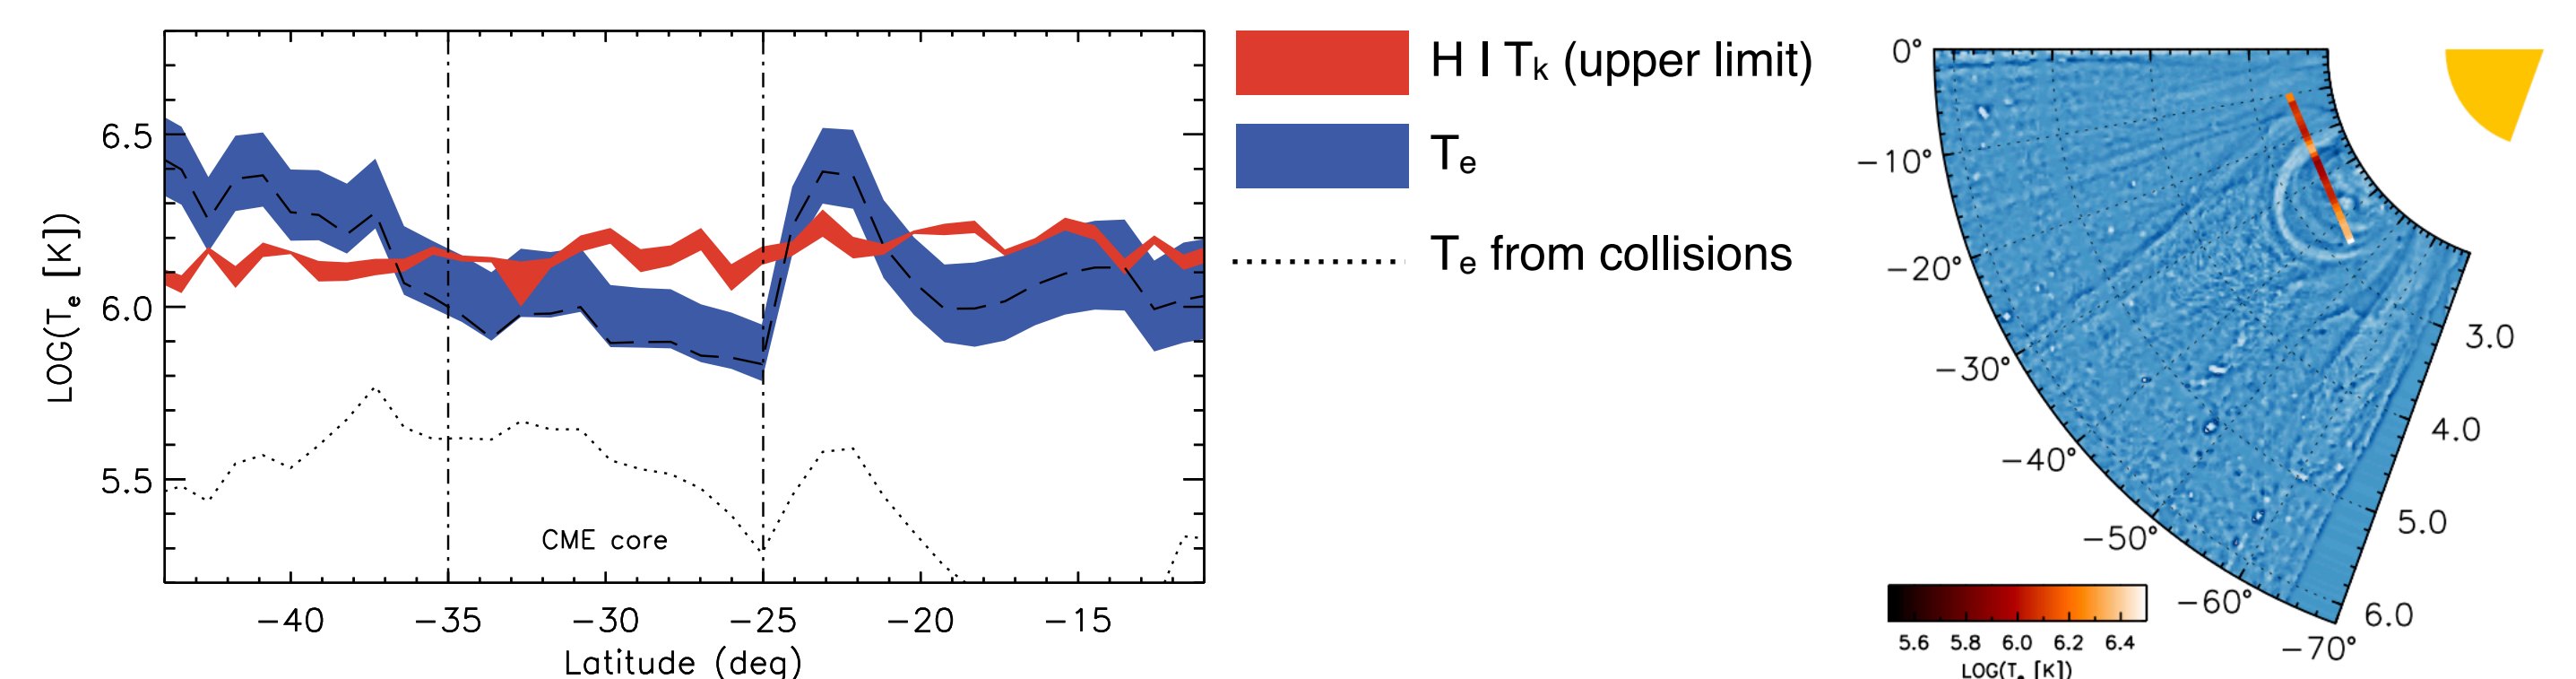 6.5
6.0
5.5
LOG(Te [K])
CME core
−40 −35 −30 −25 −20 −15
Latitude (deg)
H I Tk (upper limit)
Te
Te from collisions
0°
−10°
−20°
−30°
−40°
−50°
−60°
−70°
3.0
4.0
5.0
6.0
5.6 5.8 6.0 6.2 6.4
LOG(Te [K])